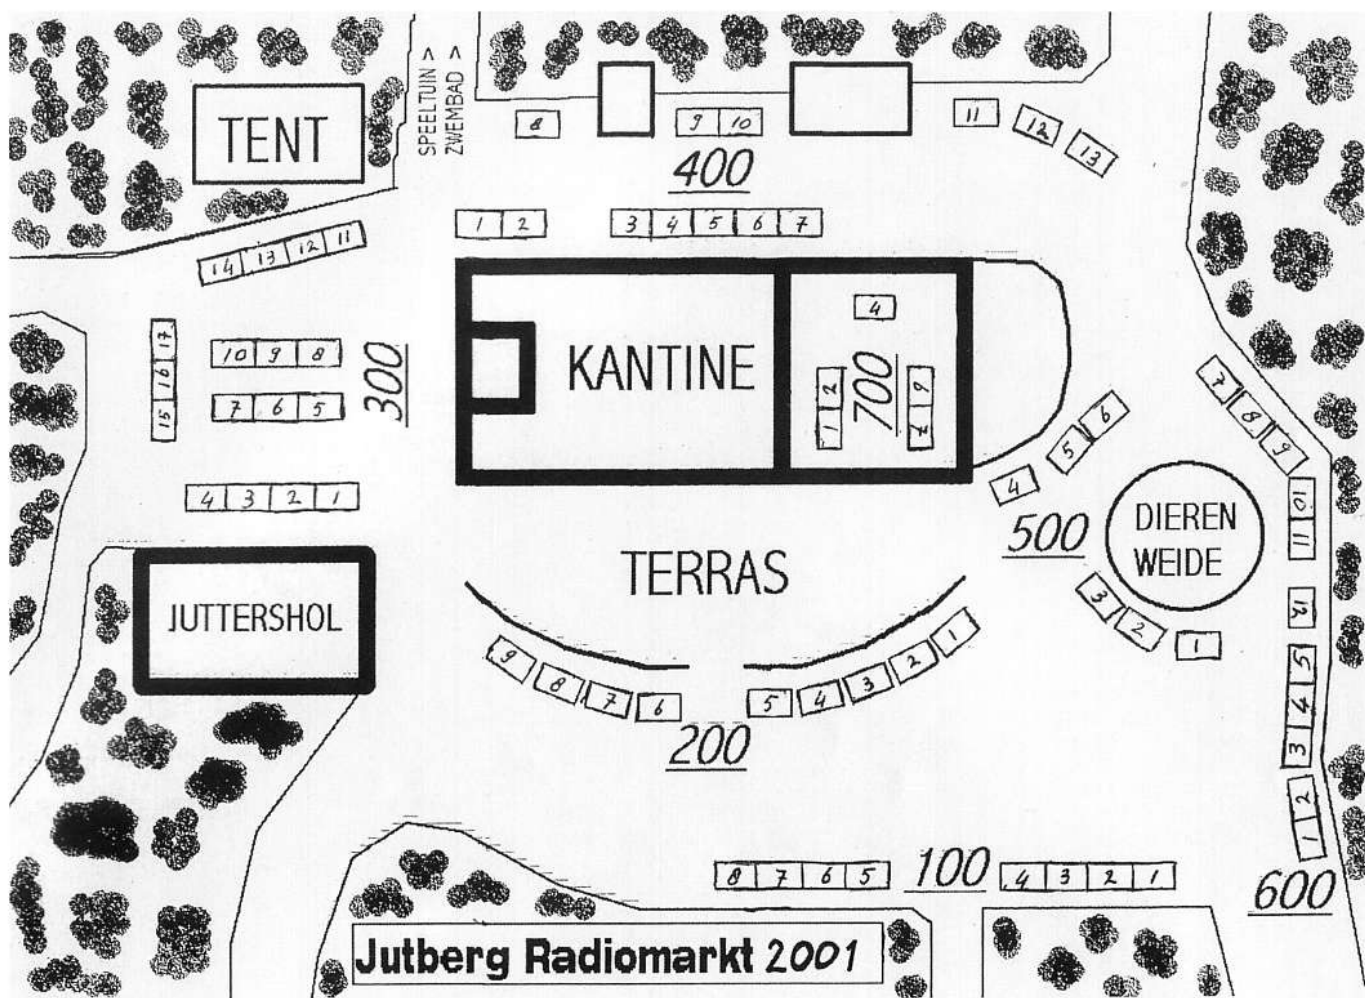 SPEELTUIN >
ZWEMBAD >
TENT
8
9 10
11
12
13
400
1 2
3 4 5 6 7
14 13 12 11
17
16
15
10 9 8
7 6 5
300
4 3 2 1
KANTINE
4
700
1 2
7 6
TERRAS
JUTTERSHOL
4
5
6
500
3
2
1
DIEREN
WEIDE
7
8
9
10
11
12
5
4
3
2
1
600
9
8
7
6
5
4
3
2
1
200
8 7 6 5
100
4 3 2 1
Jutberg Radiomarkt 2001